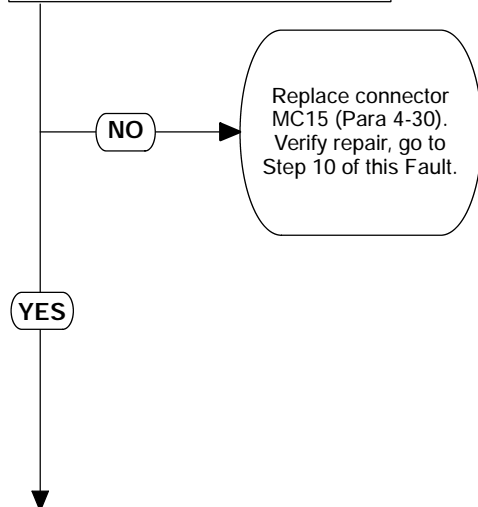 NO
Replace connector
MC15 (Para 4-30).
Verify repair, go to
Step 10 of this Fault.
YES